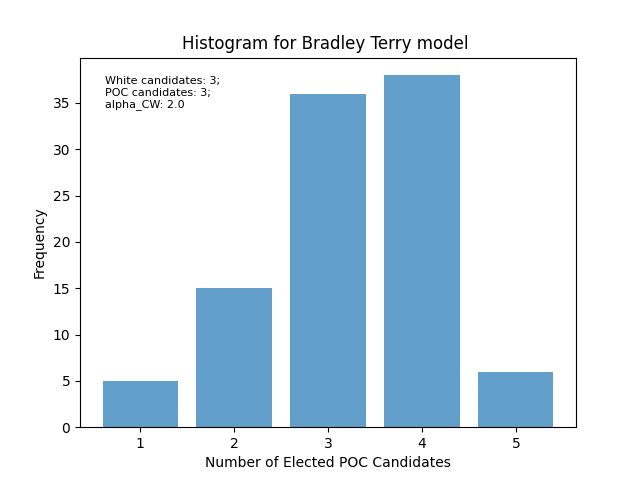 Histogram for Bradley Terry model
White candidates: 3;
POC candidates: 3;
alpha_CW: 2.0
35
30
25
20
15
10
5
0
Frequency
1 2 3 4 5
Number of Elected POC Candidates